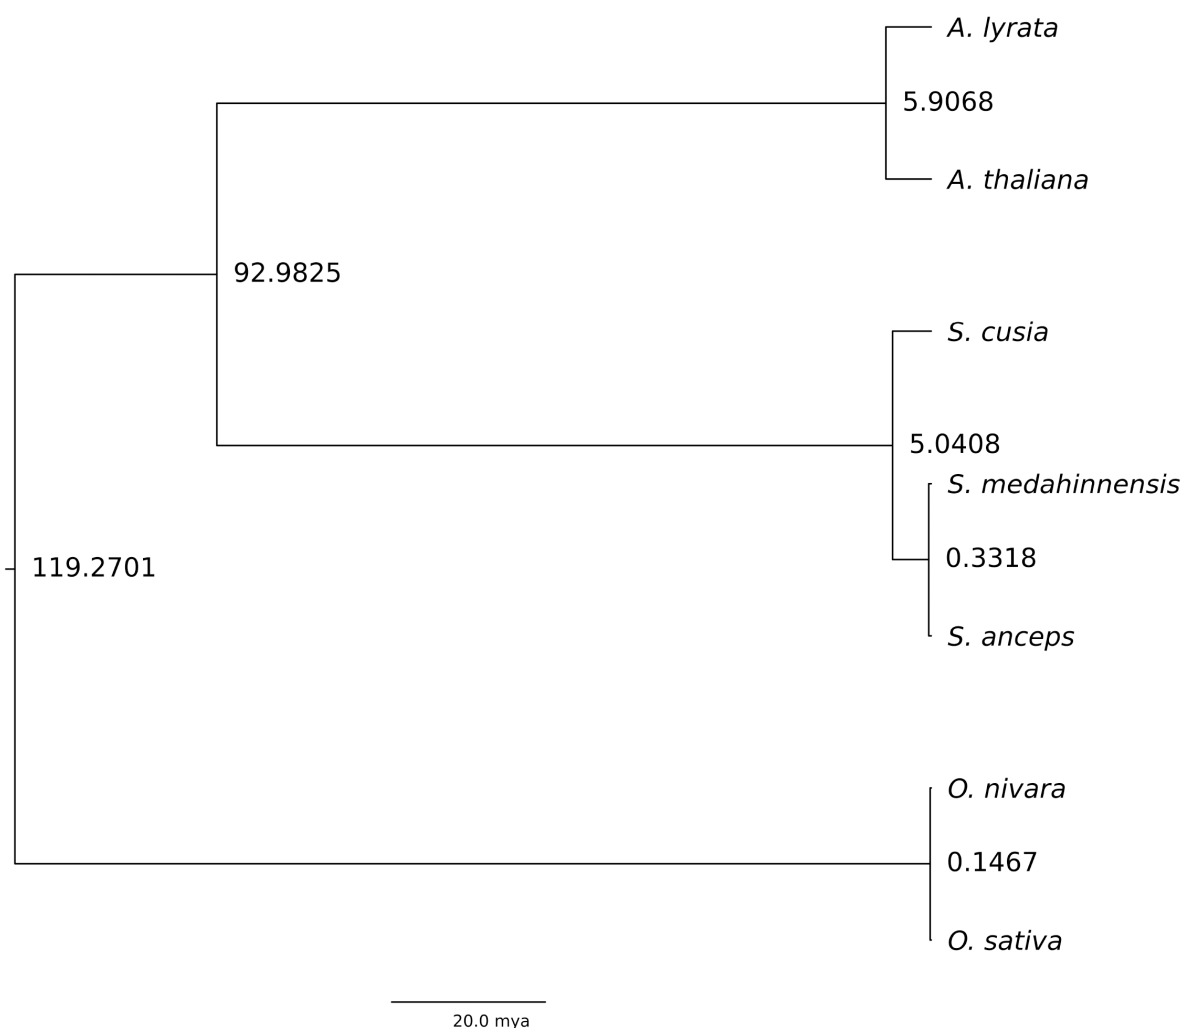 A. lyrata
5.9068
A. thaliana
92.9825
S. cusia
5.0408
S. medahinnensis
0.3318
119.2701
S. anceps
O. nivara
0.1467
O. sativa
20.0 mya